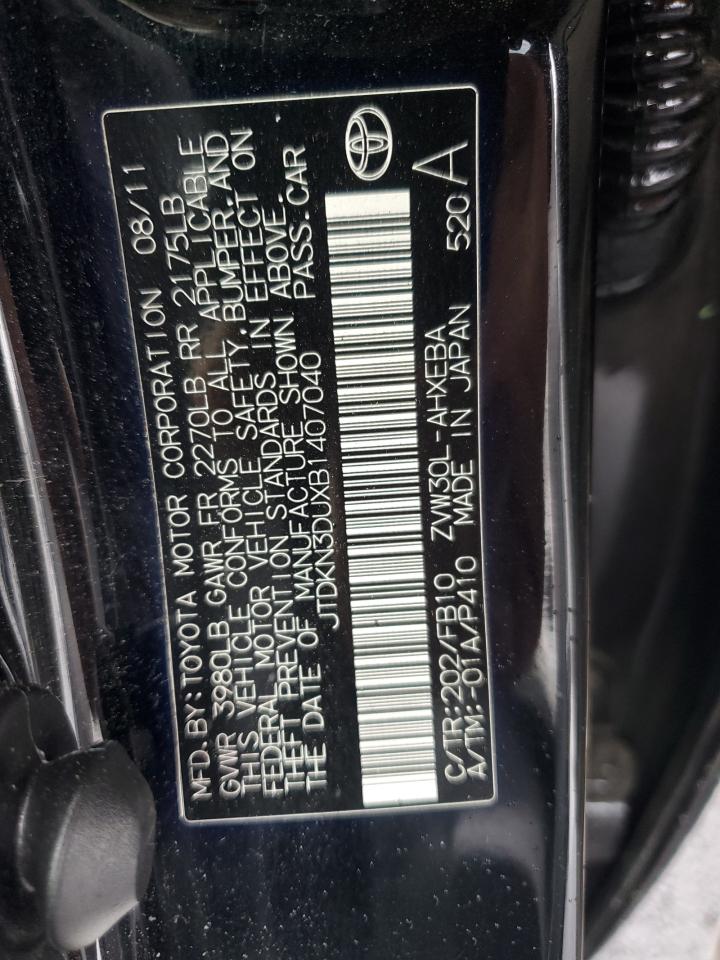 MFD. BY: TOYOTA MOTOR CORPORATION 08/11
GVWR 3980LB GAWR FR 2270LB RR 2175LB
THIS VEHICLE CONFORMS TO ALL APPLICABLE
FEDERAL MOTOR VEHICLE SAFETY, BUMPER, AND
THEFT PREVENTION STANDARDS IN EFFECT ON
THE DATE OF MANUFACTURE SHOWN ABOVE.
JTDKN3DUXB1407040 PASS. CAR
C/TR: 202/FB10 ZVW30L-AHXEBA
A/TM: -01A/P410 MADE IN JAPAN 520 A